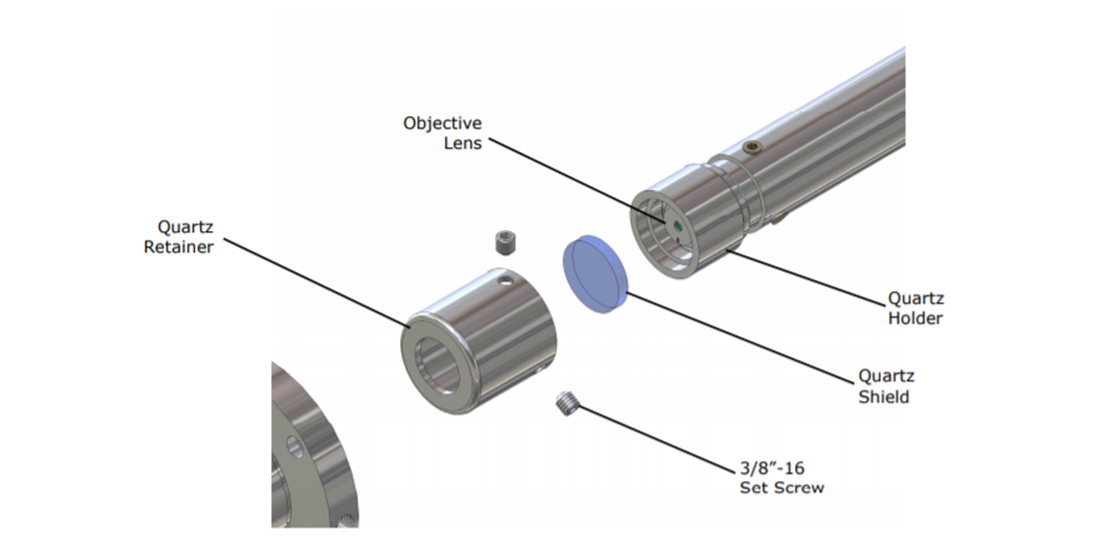 Objective
Lens
Quartz
Retainer
Quartz
Holder
Quartz
Shield
3/8”-16
Set Screw